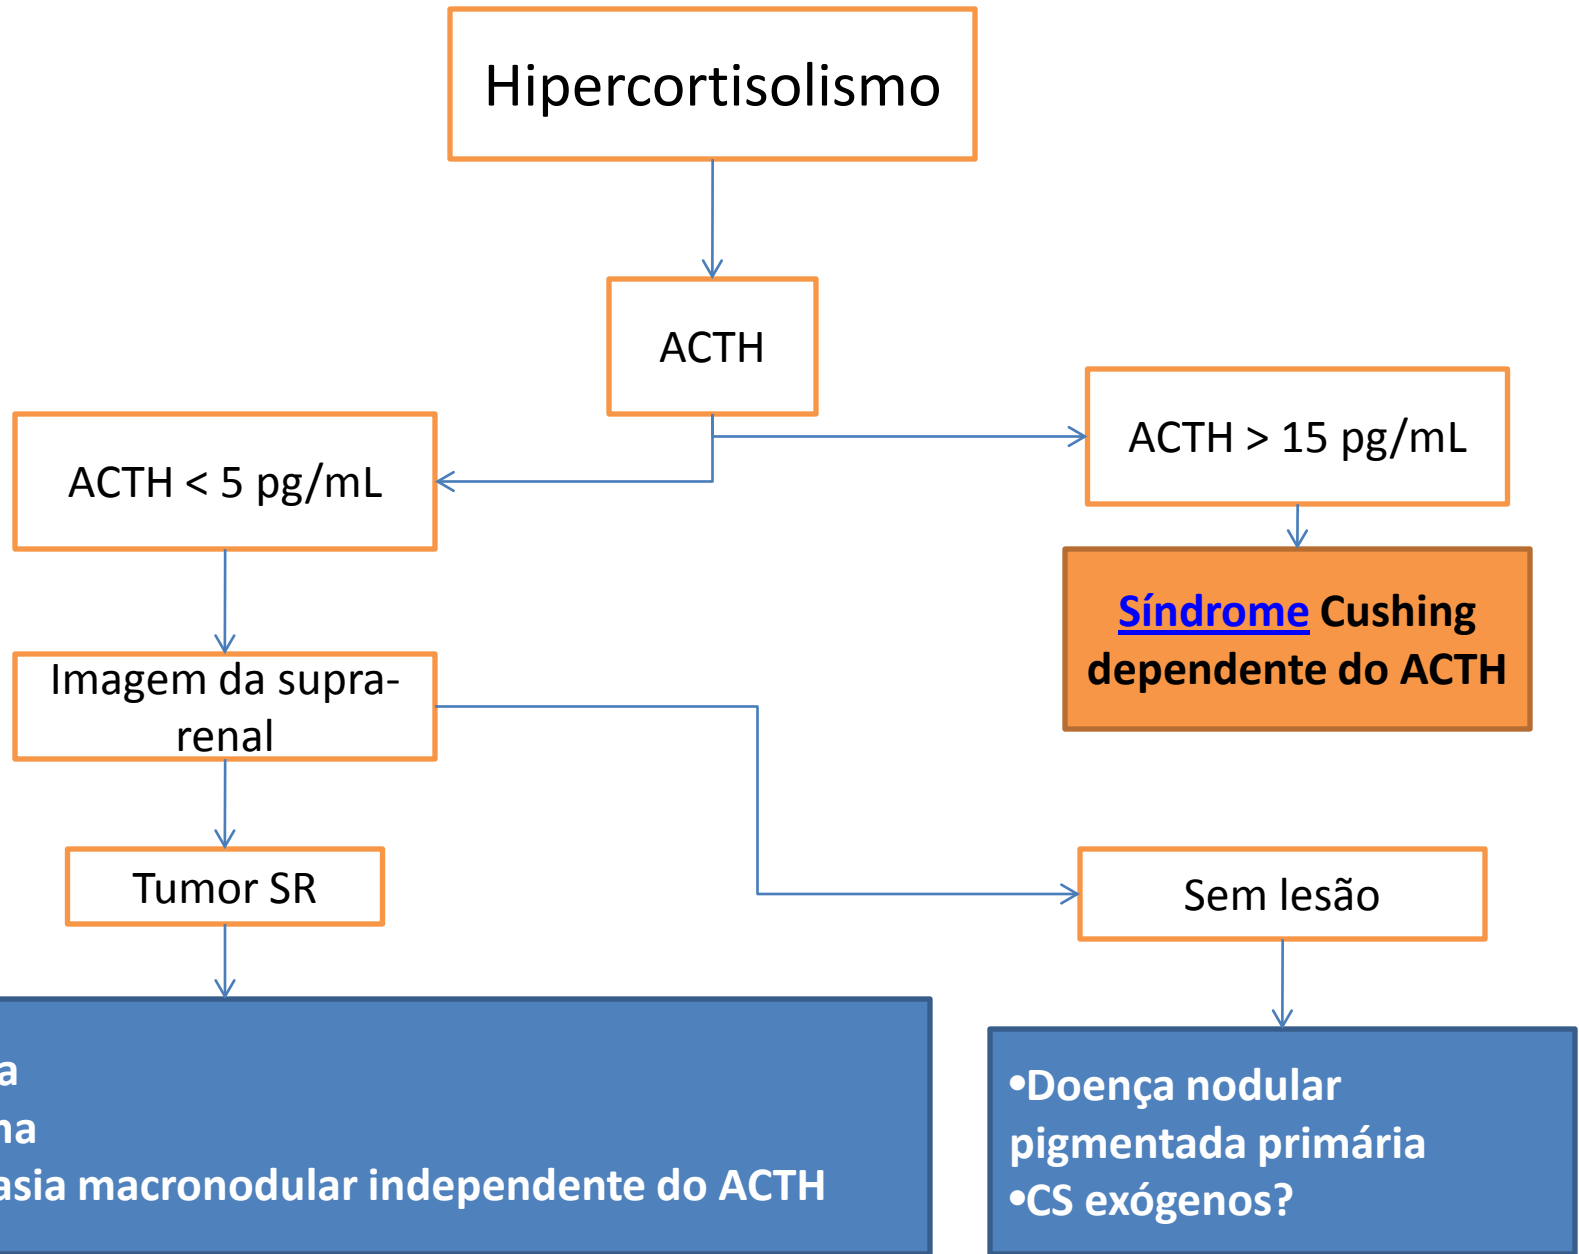 Hipercortisolismo
ACTH
ACTH > 15 pg/mL
ACTH < 5 pg/mL
Síndrome Cushing
dependente do ACTH
Imagem da supra-
renal
Tumor SR
Sem lesão
a
na
asia macronodular independente do ACTH
•Doença nodular
pigmentada primária
•CS exógenos?